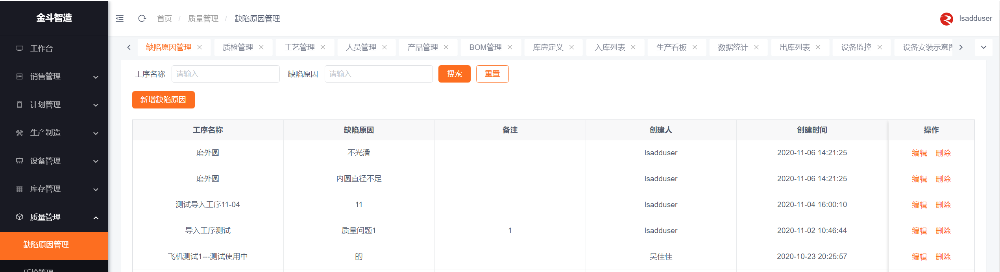 金斗智造
首页 / 质量管理 / 缺陷原因管理
lsadduser
工作台
销售管理
计划管理
生产制造
设备管理
库存管理
质量管理
缺陷原因管理
质检管理
缺陷原因管理 质检管理 工艺管理 人员管理 产品管理 BOM管理 库房定义 入库列表 生产看板 数据统计 出库列表 设备监控 设备安装示意图
工序名称 请输入 缺陷原因 请输入 搜索 重置
新增缺陷原因
工序名称 缺陷原因 备注 创建人 创建时间 操作
磨外圆 不光滑 lsadduser 2020-11-06 14:21:25 编辑 删除
磨外圆 内圆直径不足 lsadduser 2020-11-06 14:21:25 编辑 删除
测试导入工序11-04 11 lsadduser 2020-11-04 16:00:10 编辑 删除
导入工序测试 质量问题1 1 lsadduser 2020-11-02 10:46:44 编辑 删除
飞机测试1---测试使用中 的 吴佳佳 2020-10-23 20:25:57 编辑 删除